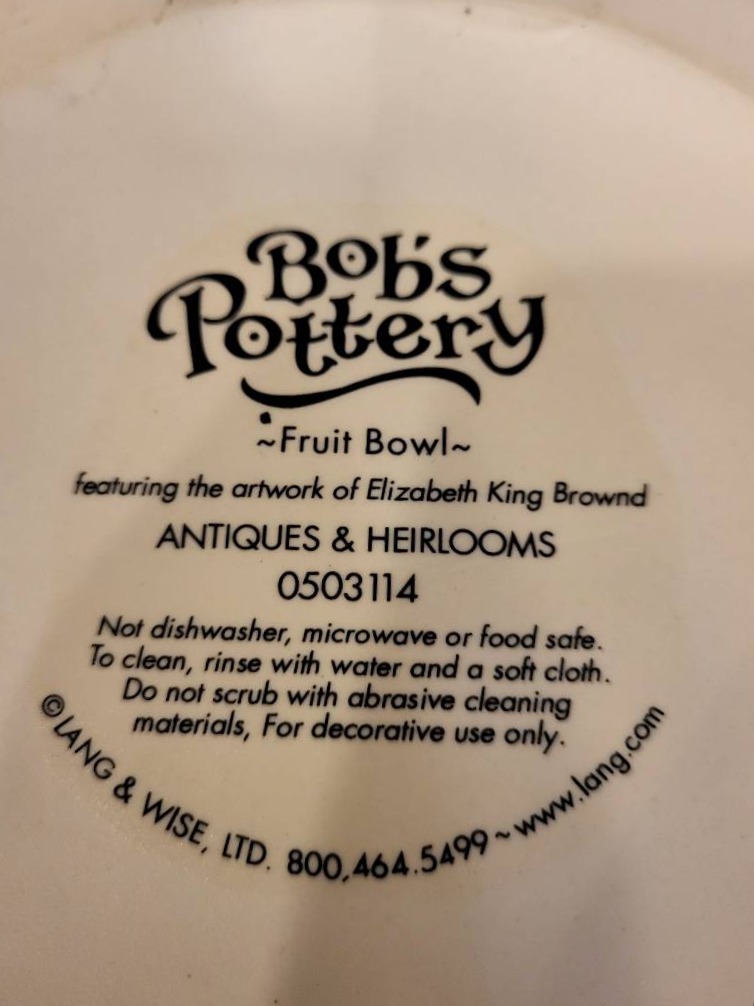 Bob's
Pottery
~Fruit Bowl~
featuring the artwork of Elizabeth King Brownd
ANTIQUES & HEIRLOOMS
0503114
Not dishwasher, microwave or food safe.
To clean, rinse with water and a soft cloth.
Do not scrub with abrasive cleaning
materials, For decorative use only.
©LANG & WISE, LTD. 800.464.5499 ~ www.lang.com